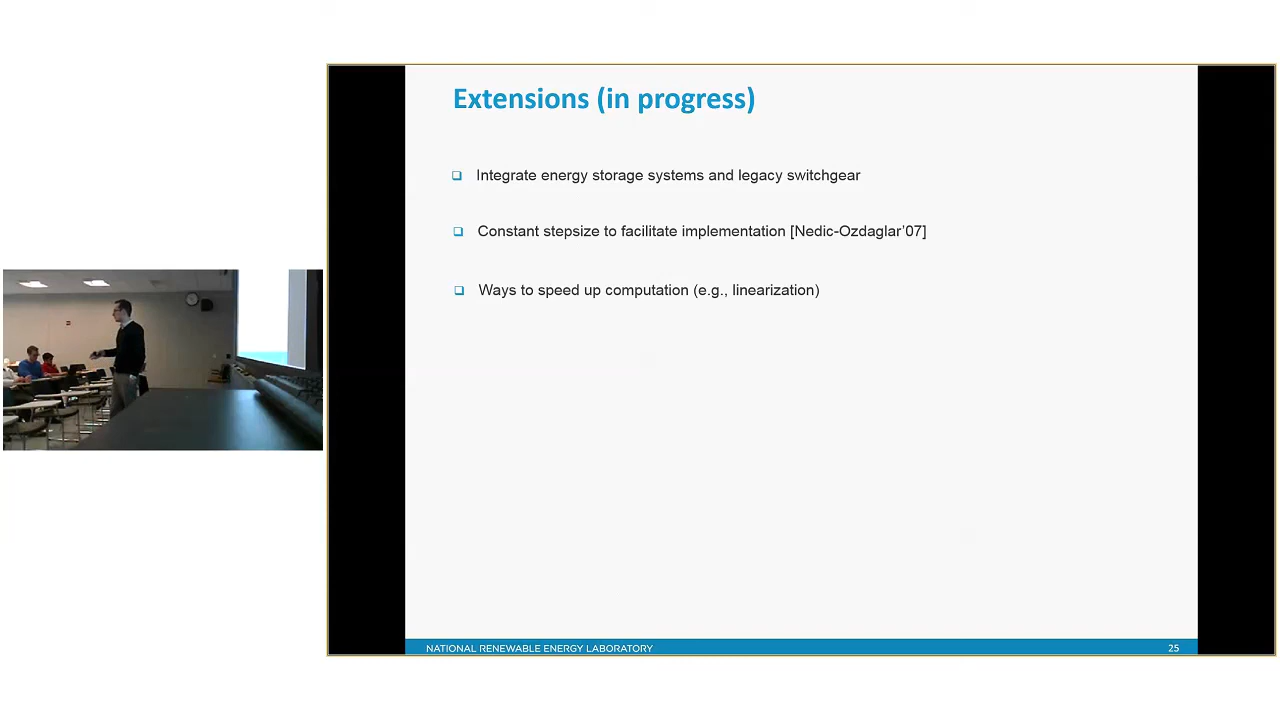 Extensions (in progress)
Integrate energy storage systems and legacy switchgear
Constant stepsize to facilitate implementation [Nedic-Ozdaglar’07]
Ways to speed up computation (e.g., linearization)
NATIONAL RENEWABLE ENERGY LABORATORY
25